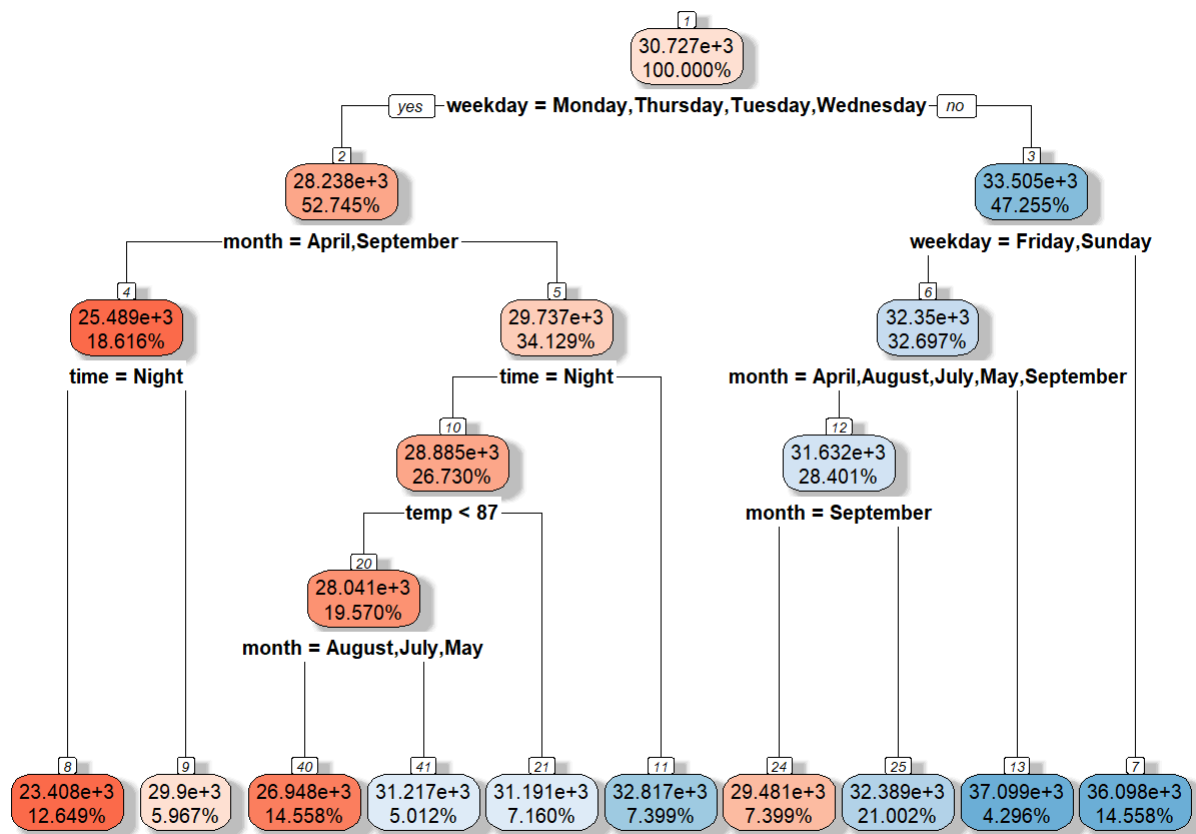 1
30.727e+3
100.000%
yes weekday = Monday,Thursday,Tuesday,Wednesday no
2 3
28.238e+3 33.505e+3
52.745% 47.255%
month = April,September weekday = Friday,Sunday
4 5 6
25.489e+3 29.737e+3 32.35e+3
18.616% 34.129% 32.697%
time = Night time = Night month = April,August,July,May,September
10 12
28.885e+3 31.632e+3
26.730% 28.401%
temp < 87 month = September
20
28.041e+3
19.570%
month = August,July,May
8 9 40 41 21 11 24 25 13 7
23.408e+3 29.9e+3 26.948e+3 31.217e+3 31.191e+3 32.817e+3 29.481e+3 32.389e+3 37.099e+3 36.098e+3
12.649% 5.967% 14.558% 5.012% 7.160% 7.399% 7.399% 21.002% 4.296% 14.558%